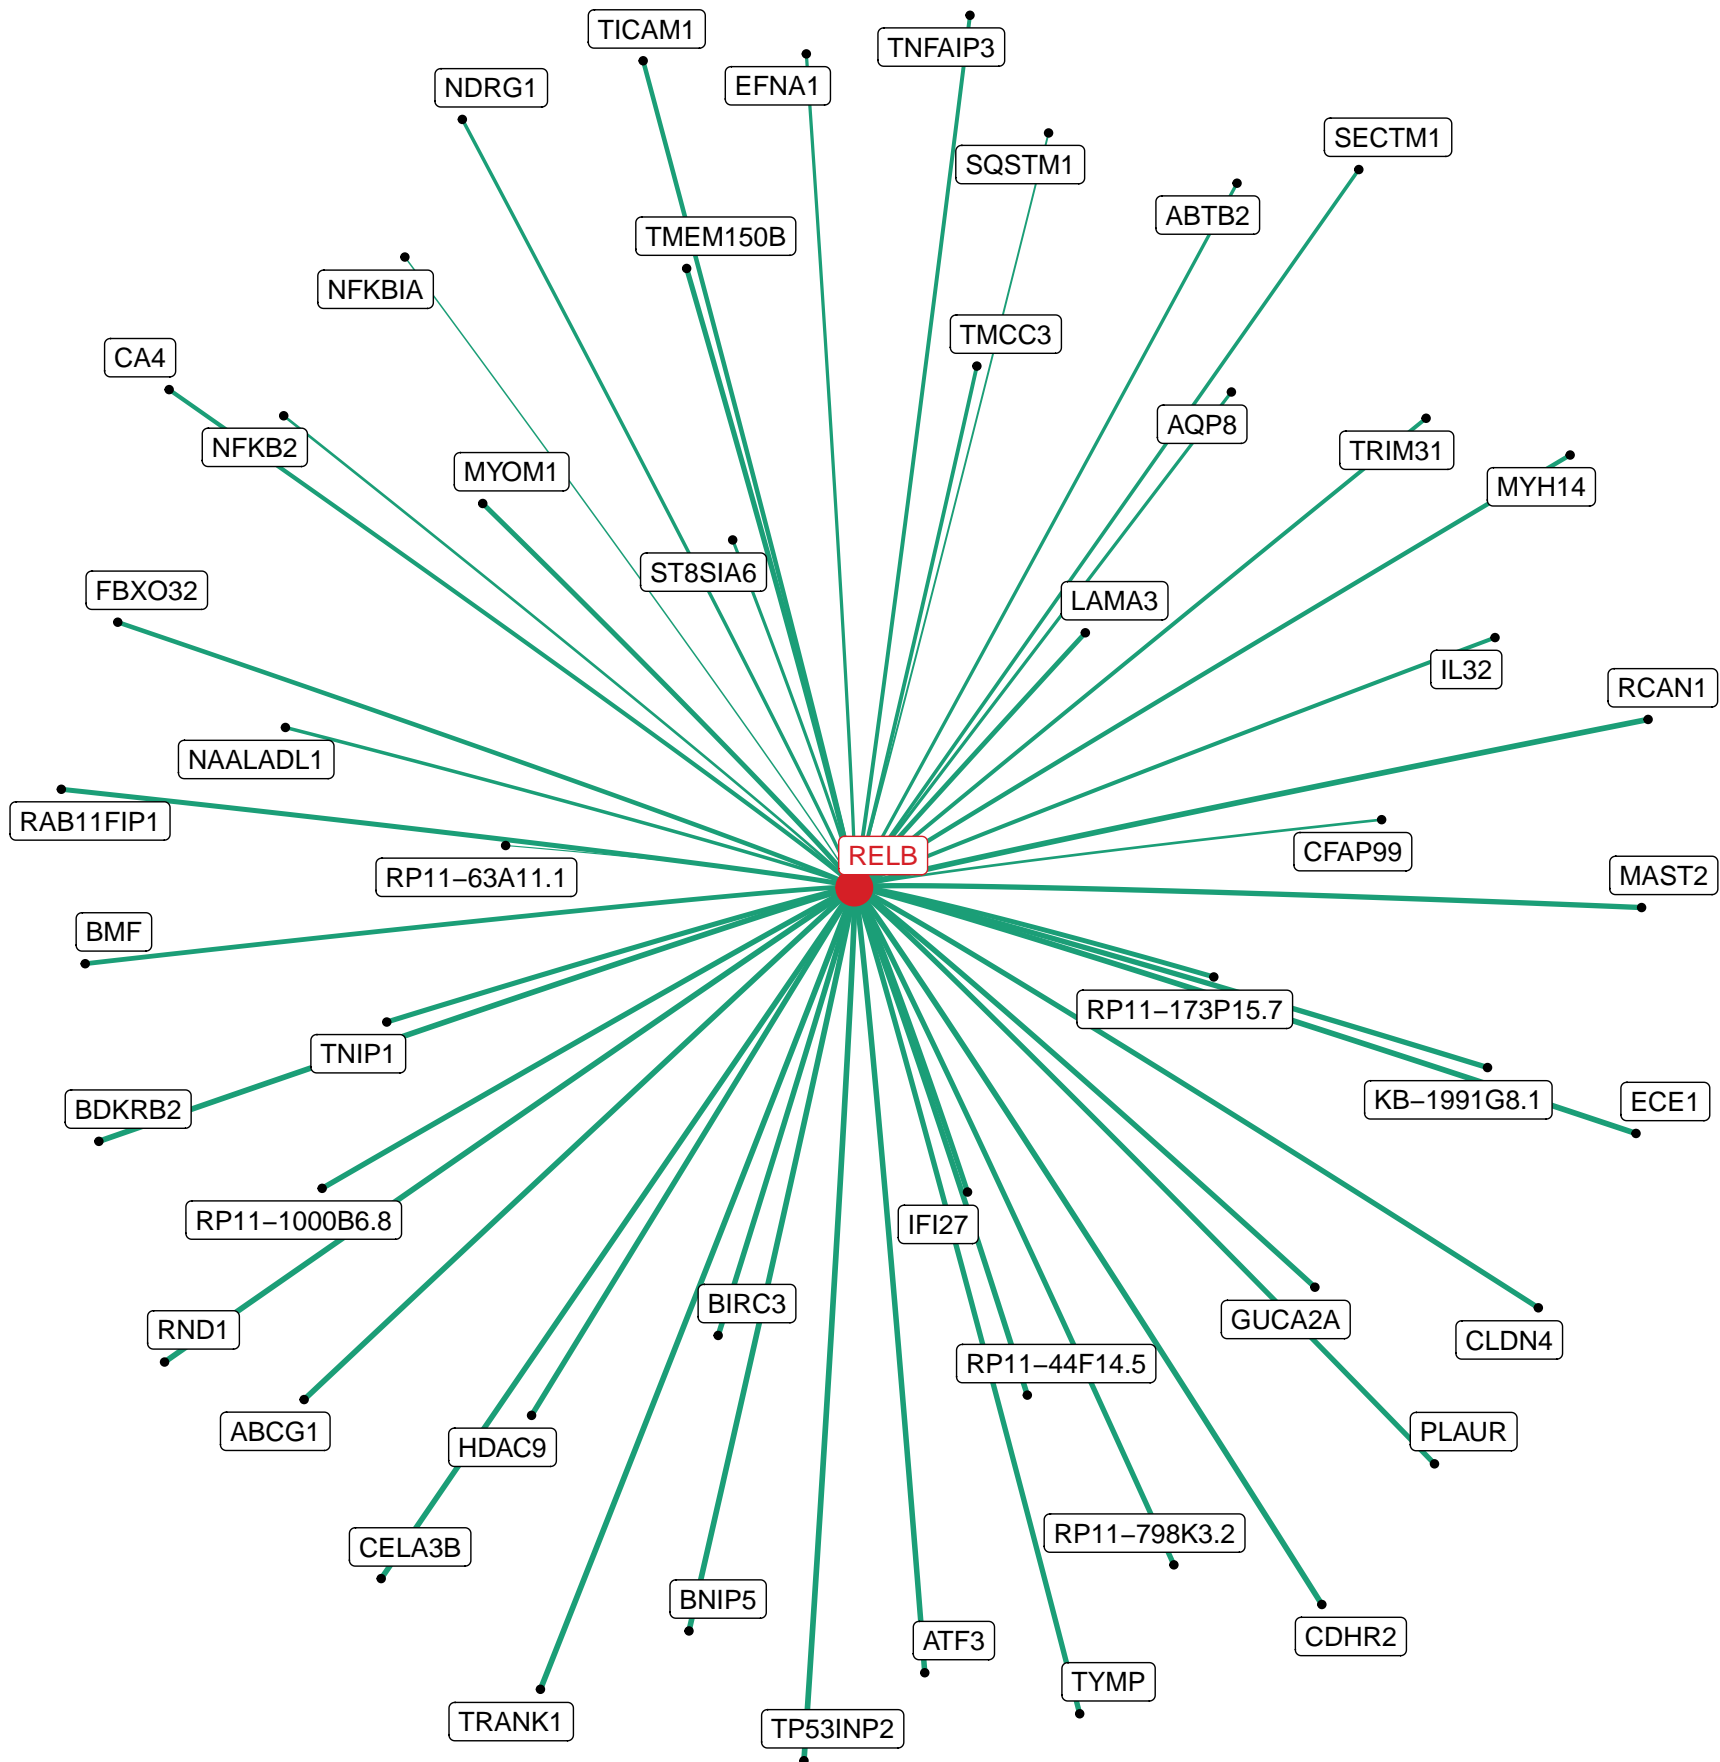 TICAM1
TNFAIP3
EFNA1
NDRG1
SECTM1
SQSTM1
ABTB2
TMEM150B
NFKBIA
TMCC3
CA4
AQP8
NFKB2
TRIM31
MYOM1
MYH14
ST8SIA6
FBXO32
LAMA3
IL32
RCAN1
NAALADL1
RAB11FIP1
CFAP99
RELB
MAST2
RP11−63A11.1
BMF
RP11−173P15.7
TNIP1
KB−1991G8.1
ECE1
BDKRB2
RP11−1000B6.8
IFI27
BIRC3
GUCA2A
RND1
CLDN4
RP11−44F14.5
ABCG1
PLAUR
HDAC9
RP11−798K3.2
CELA3B
BNIP5
CDHR2
ATF3
TYMP
TRANK1
TP53INP2